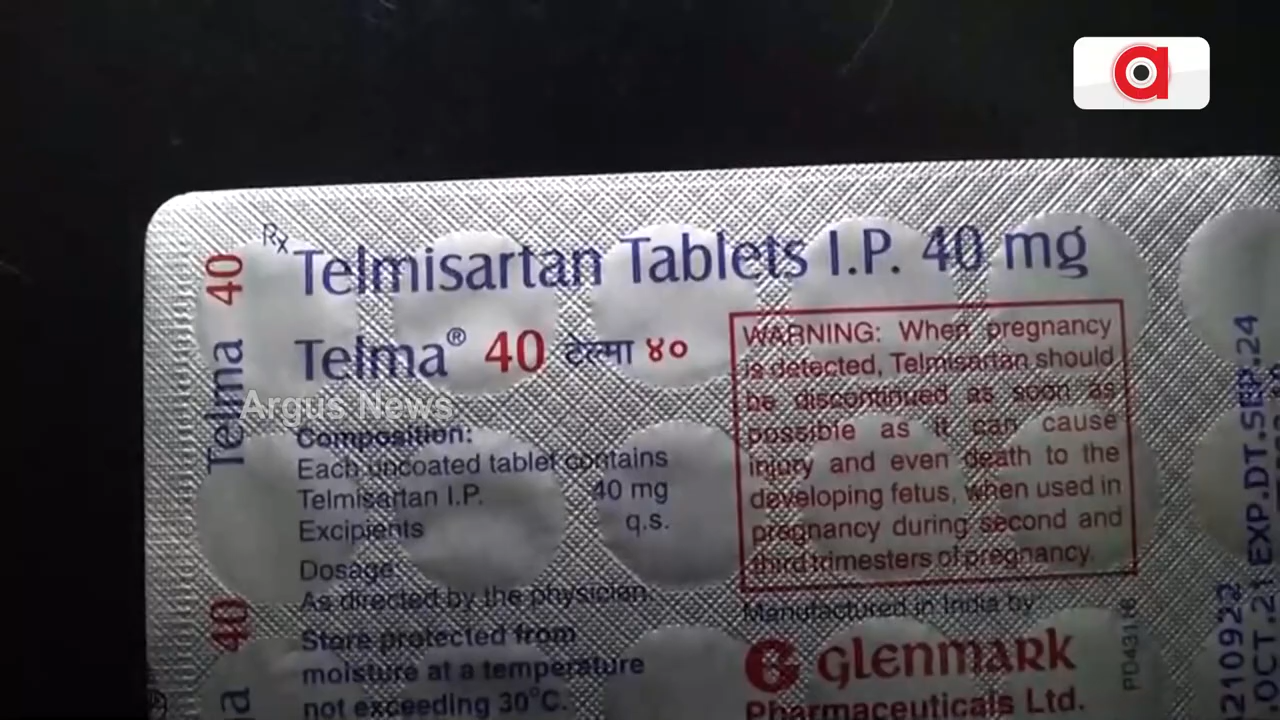 Rx Telmisartan Tablets I.P. 40 mg
Telma® 40 टेल्मा ४०
Composition:
Each uncoated tablet contains
Telmisartan I.P. 40 mg
Excipients q.s.
Dosage:
As directed by the physician.
Store protected from
moisture at a temperature
not exceeding 30°C.
WARNING: When pregnancy
is detected, Telmisartan should
be discontinued as soon as
possible as it can cause
injury and even death to the
developing fetus, when used in
pregnancy during second and
third trimesters of pregnancy.
Manufactured in India by:
GLENMARK
Pharmaceuticals Ltd.
Telma 40
40
PD43116
210922
.OCT.21 EXP.DT.SEP.24
Argus News
a